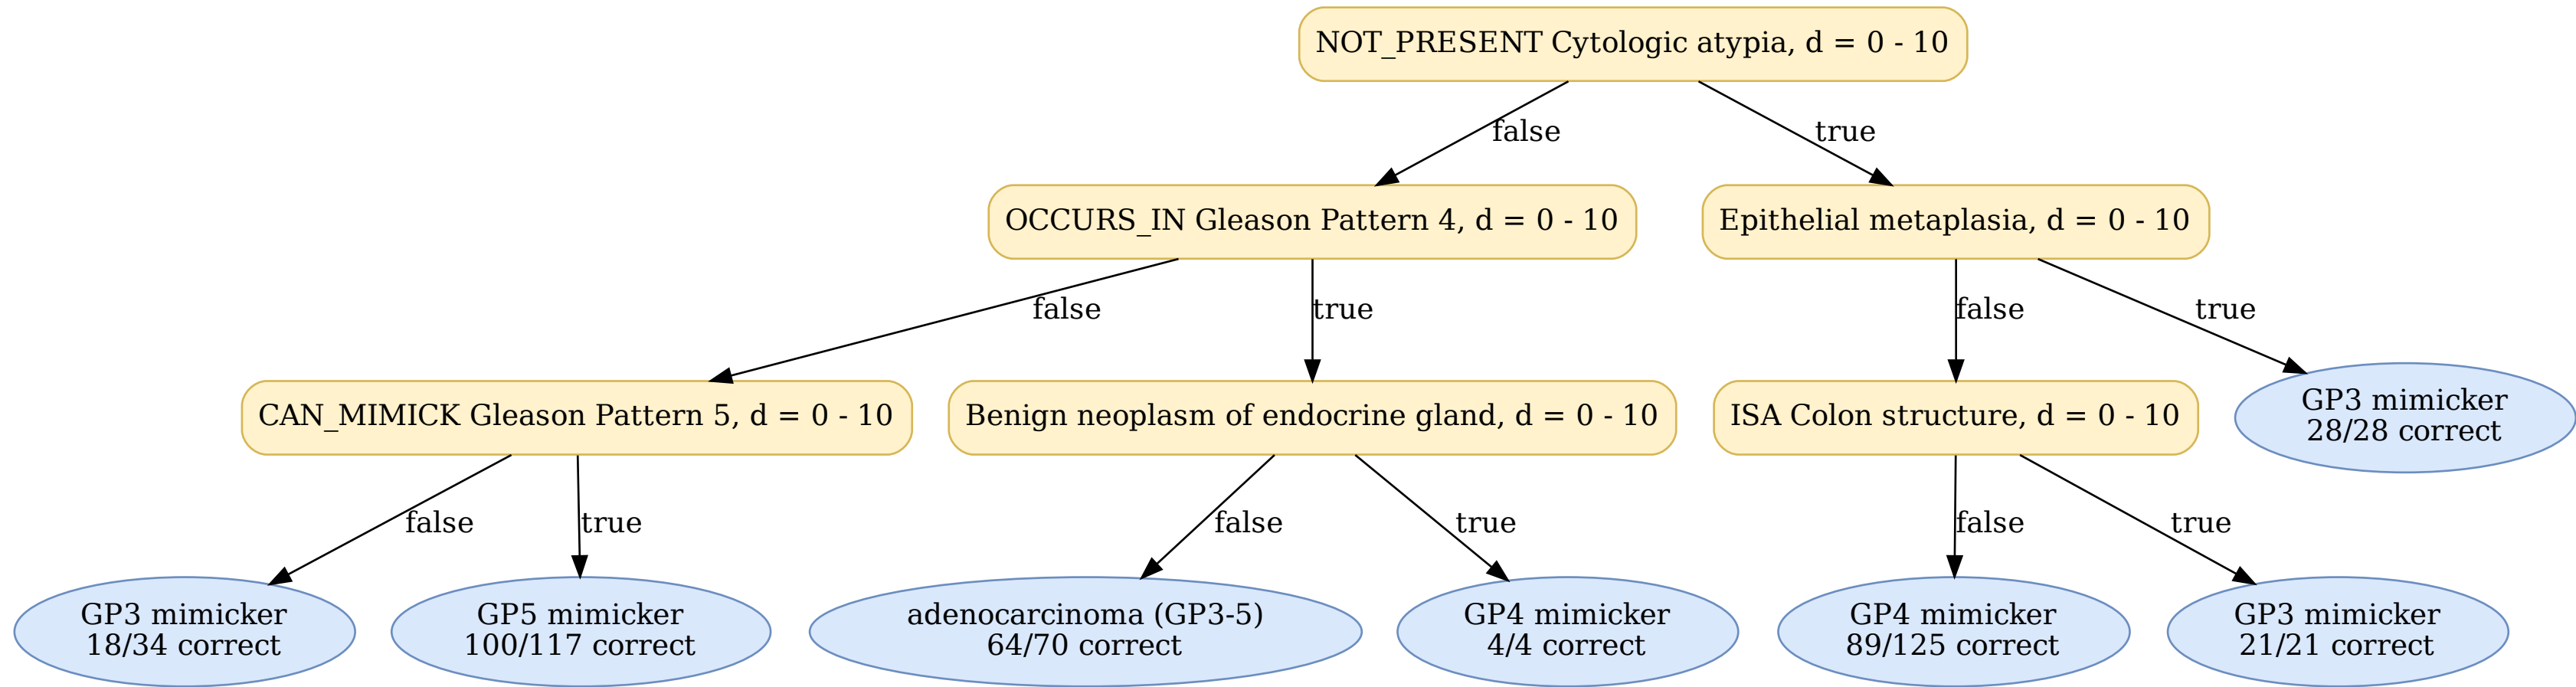 NOT_PRESENT Cytologic atypia, d = 0 - 10
false
true
OCCURS_IN Gleason Pattern 4, d = 0 - 10
Epithelial metaplasia, d = 0 - 10
false
true
false
true
CAN_MIMICK Gleason Pattern 5, d = 0 - 10
Benign neoplasm of endocrine gland, d = 0 - 10
ISA Colon structure, d = 0 - 10
GP3 mimicker
28/28 correct
false
true
false
true
false
true
GP3 mimicker
18/34 correct
GP5 mimicker
100/117 correct
adenocarcinoma (GP3-5)
64/70 correct
GP4 mimicker
4/4 correct
GP4 mimicker
89/125 correct
GP3 mimicker
21/21 correct